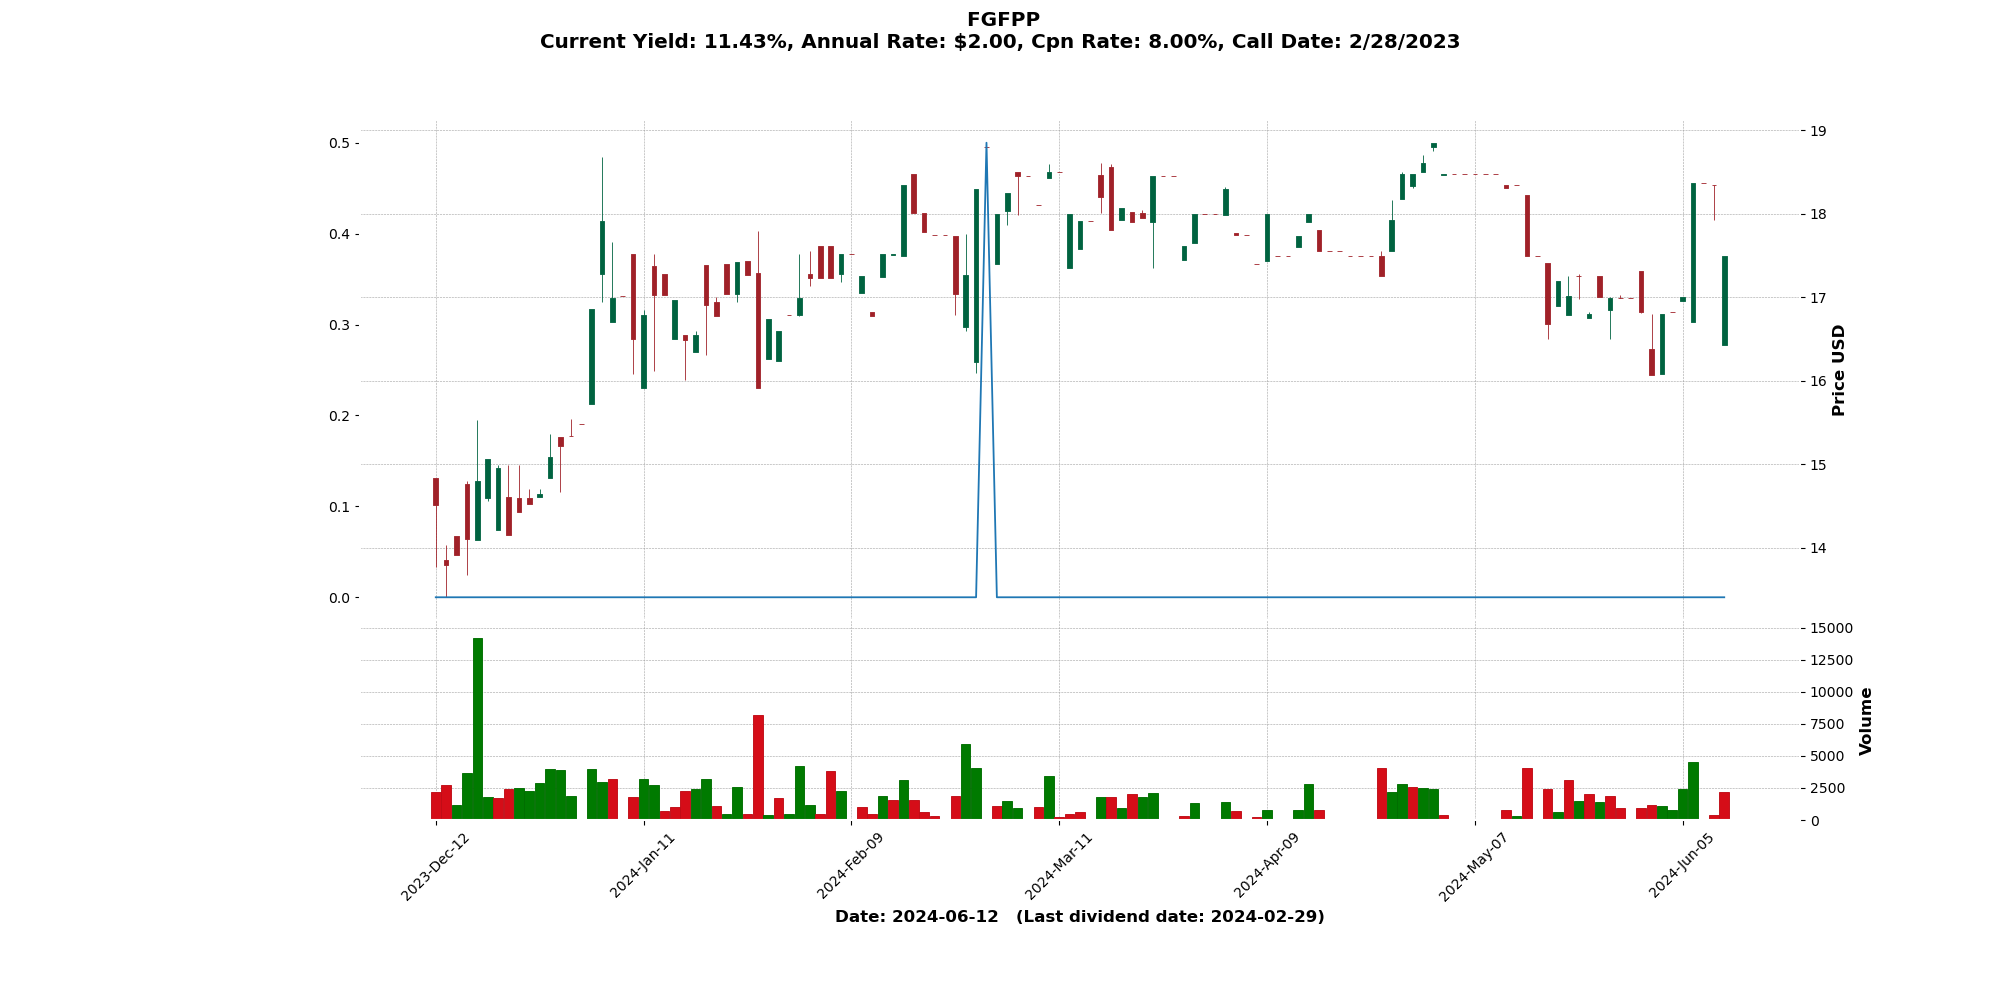 FGFPP
Current Yield: 11.43%, Annual Rate: $2.00, Cpn Rate: 8.00%, Call Date: 2/28/2023
0.5
0.4
0.3
0.2
0.1
0.0
19
18
17
16
15
14
Price USD
15000
12500
10000
7500
5000
2500
0
Volume
2023-Dec-12
2024-Jan-11
2024-Feb-09
2024-Mar-11
2024-Apr-09
2024-May-07
2024-Jun-05
Date: 2024-06-12 (Last dividend date: 2024-02-29)